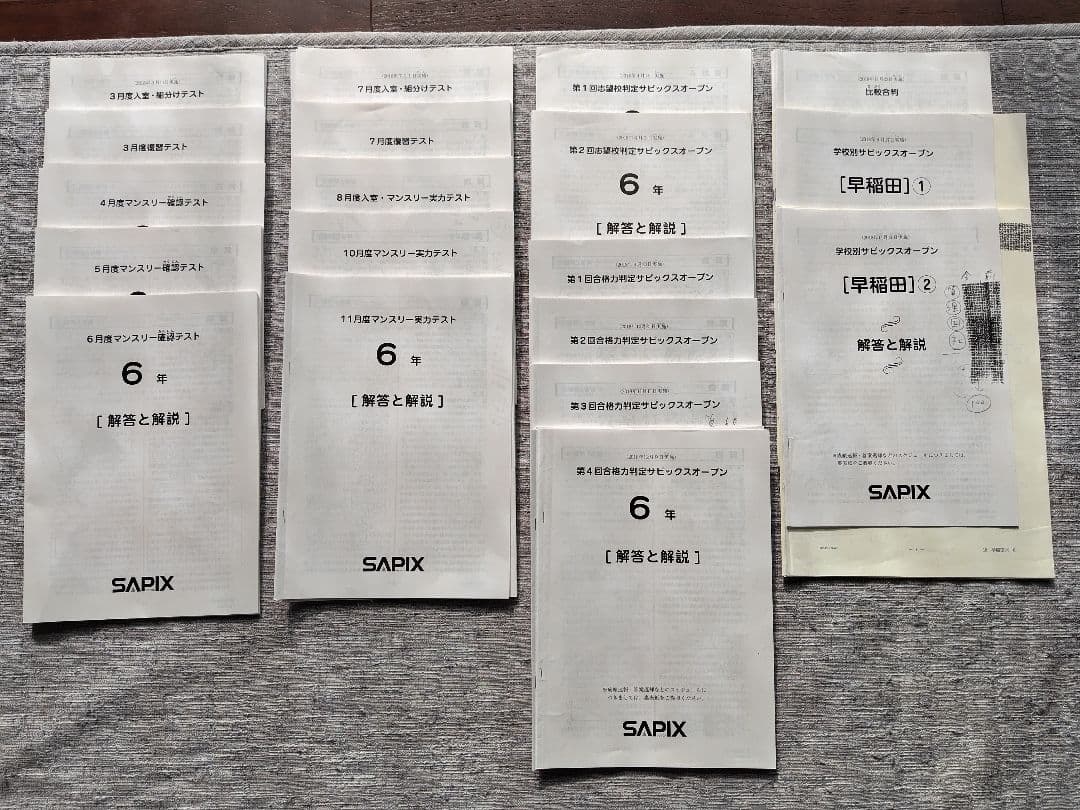 3月度入室・組分けテスト
3月度復習テスト
4月度マンスリー確認テスト
5月度マンスリー確認テスト
6月度マンスリー確認テスト
6 年
[ 解答と解説 ]
SAPIX
7月度入室・組分けテスト
7月度復習テスト
8月度入室・マンスリー実力テスト
10月度マンスリー実力テスト
11月度マンスリー実力テスト
6 年
[ 解答と解説 ]
SAPIX
第1回志望校判定サピックスオープン
第2回志望校判定サピックスオープン
6 年
[ 解答と解説 ]
第1回合格力判定サピックスオープン
第2回合格力判定サピックスオープン
第3回合格力判定サピックスオープン
第4回合格力判定サピックスオープン
6 年
[ 解答と解説 ]
SAPIX
比較合判
学校別サピックスオープン
[早稲田]①
学校別サピックスオープン
[早稲田]②
解答と解説
SAPIX